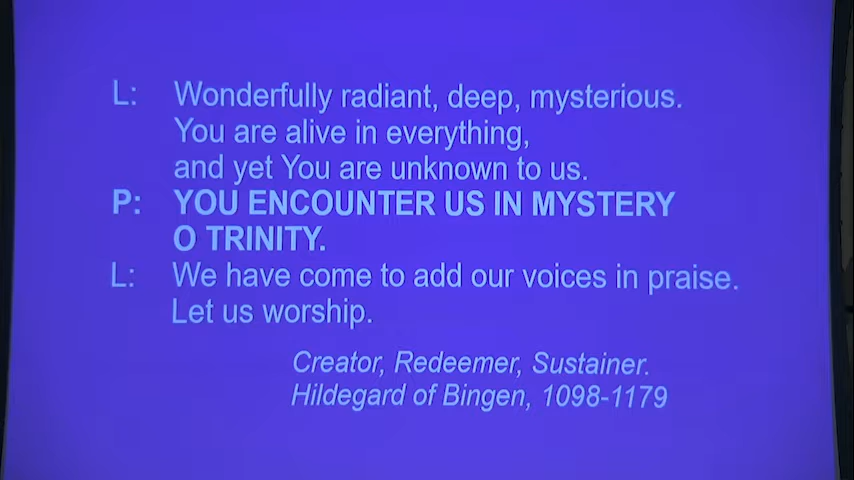 L: Wonderfully radiant, deep, mysterious.
You are alive in everything,
and yet You are unknown to us.
P: YOU ENCOUNTER US IN MYSTERY
O TRINITY.
L: We have come to add our voices in praise.
Let us worship.
Creator, Redeemer, Sustainer.
Hildegard of Bingen, 1098-1179